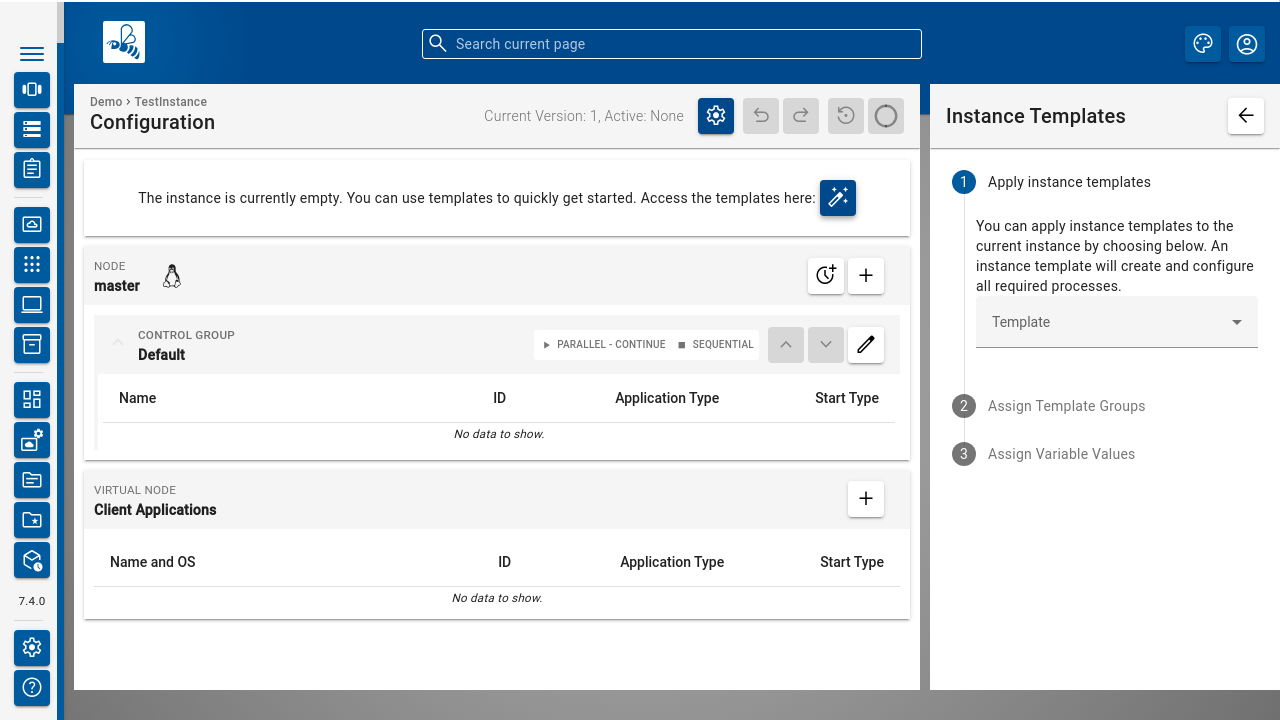 Search current page
Demo › TestInstance
Configuration
Current Version: 1, Active: None
The instance is currently empty. You can use templates to quickly get started. Access the templates here:
NODE
master
CONTROL GROUP
Default
PARALLEL - CONTINUE
SEQUENTIAL
Name ID Application Type Start Type
No data to show.
VIRTUAL NODE
Client Applications
Name and OS ID Application Type Start Type
No data to show.
7.4.0
Instance Templates
1 Apply instance templates
You can apply instance templates to the
current instance by choosing below. An
instance template will create and configure
all required processes.
Template
2 Assign Template Groups
3 Assign Variable Values